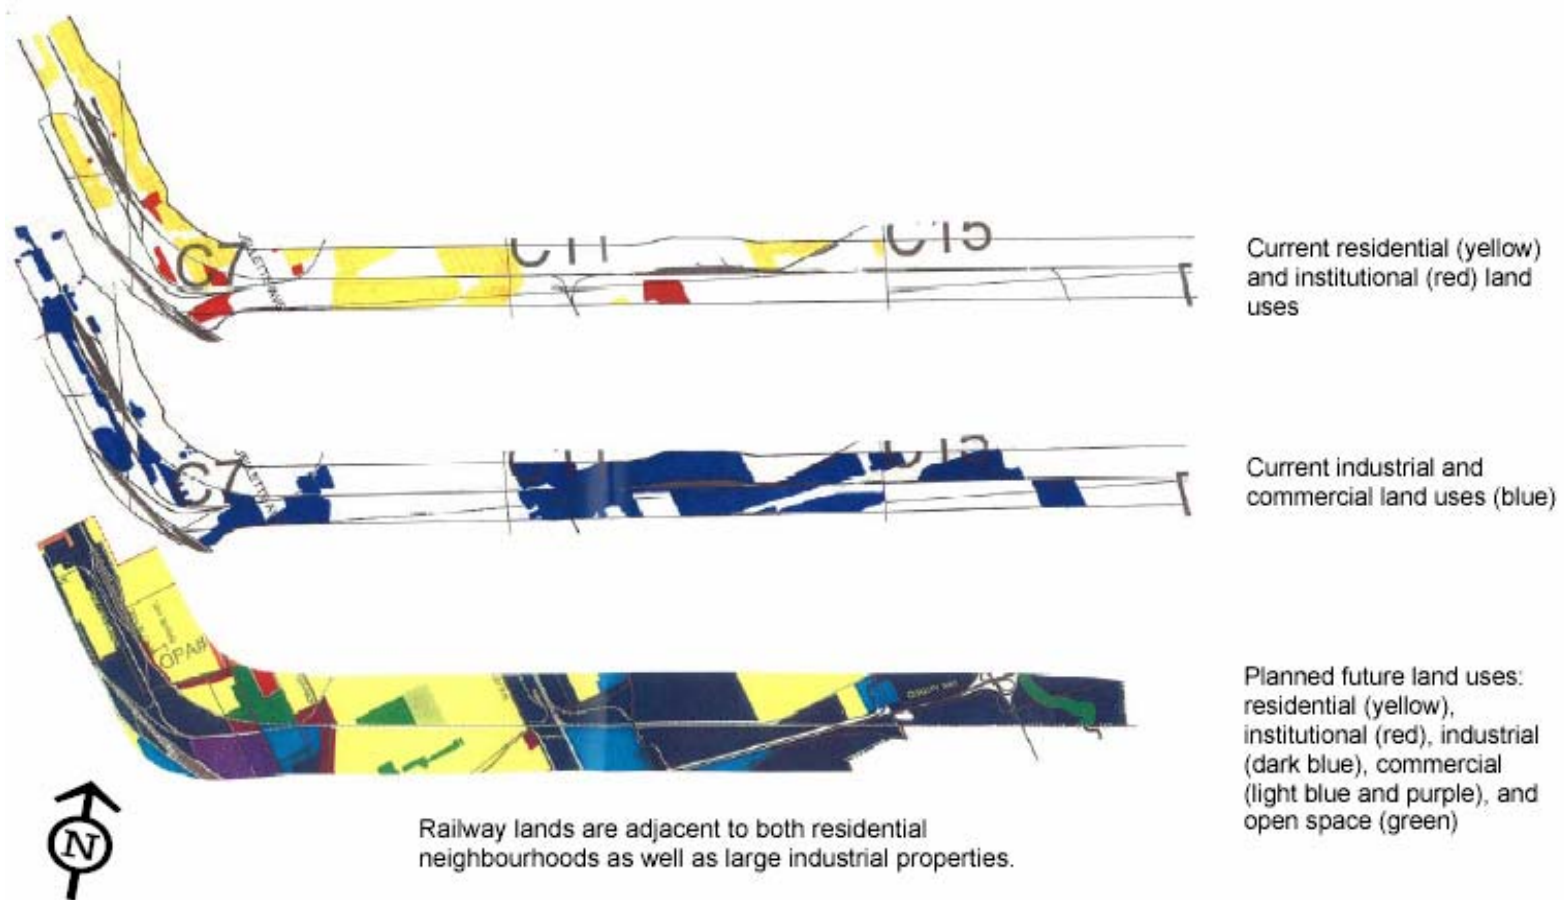 C7
C11
C15
Current residential (yellow)
and institutional (red) land
uses
C7
Current industrial and
commercial land uses (blue)
OPA#
Planned future land uses:
residential (yellow),
institutional (red), industrial
(dark blue), commercial
(light blue and purple), and
open space (green)
N
Railway lands are adjacent to both residential
neighbourhoods as well as large industrial properties.